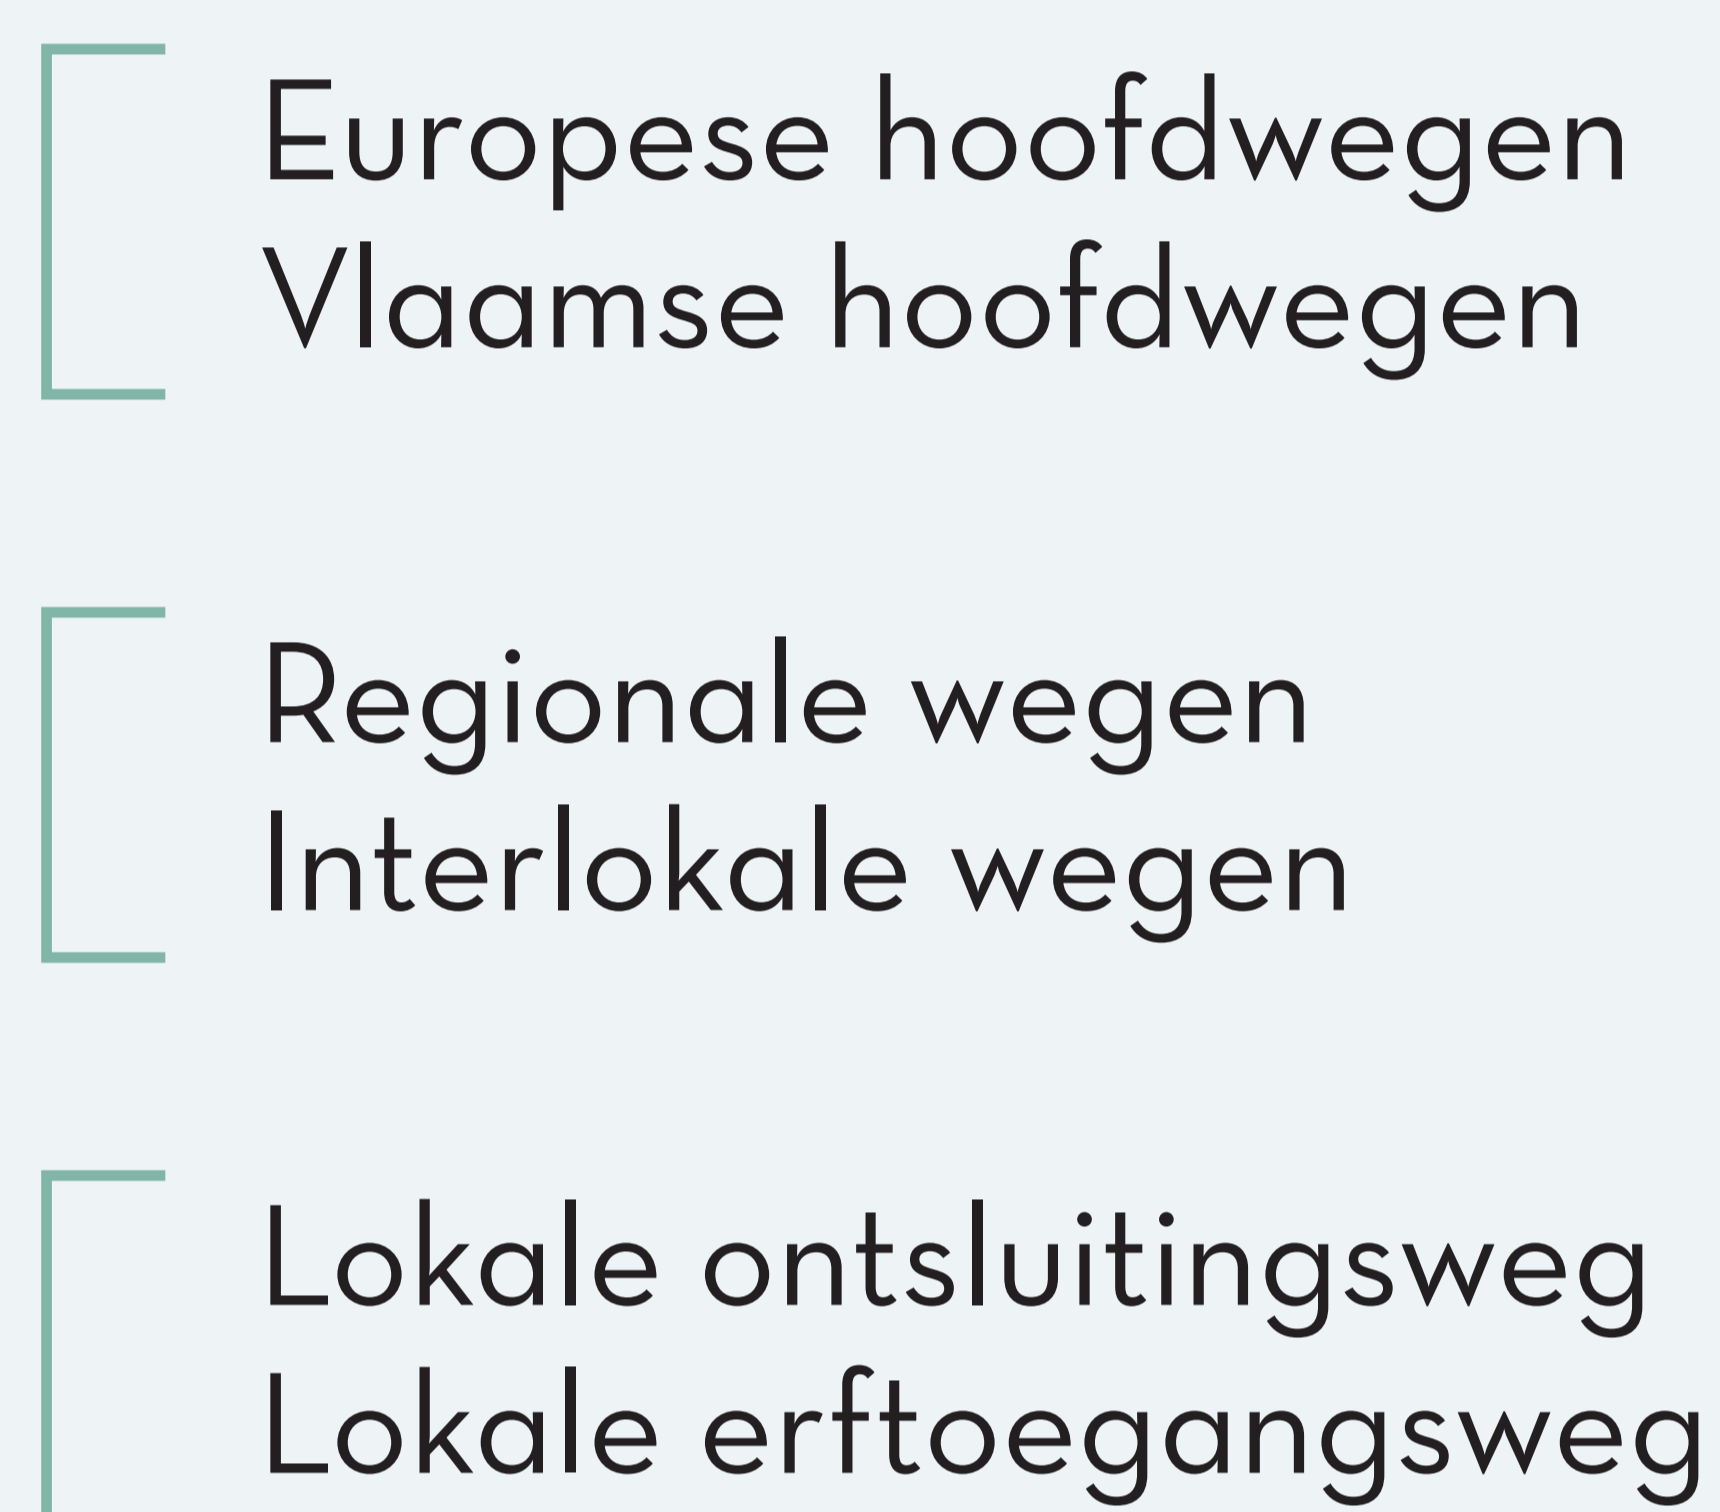 Europese hoofdwegen
Vlaamse hoofdwegen
Regionale wegen
Interlokale wegen
Lokale ontsluitingsweg
Lokale erftoegangsweg